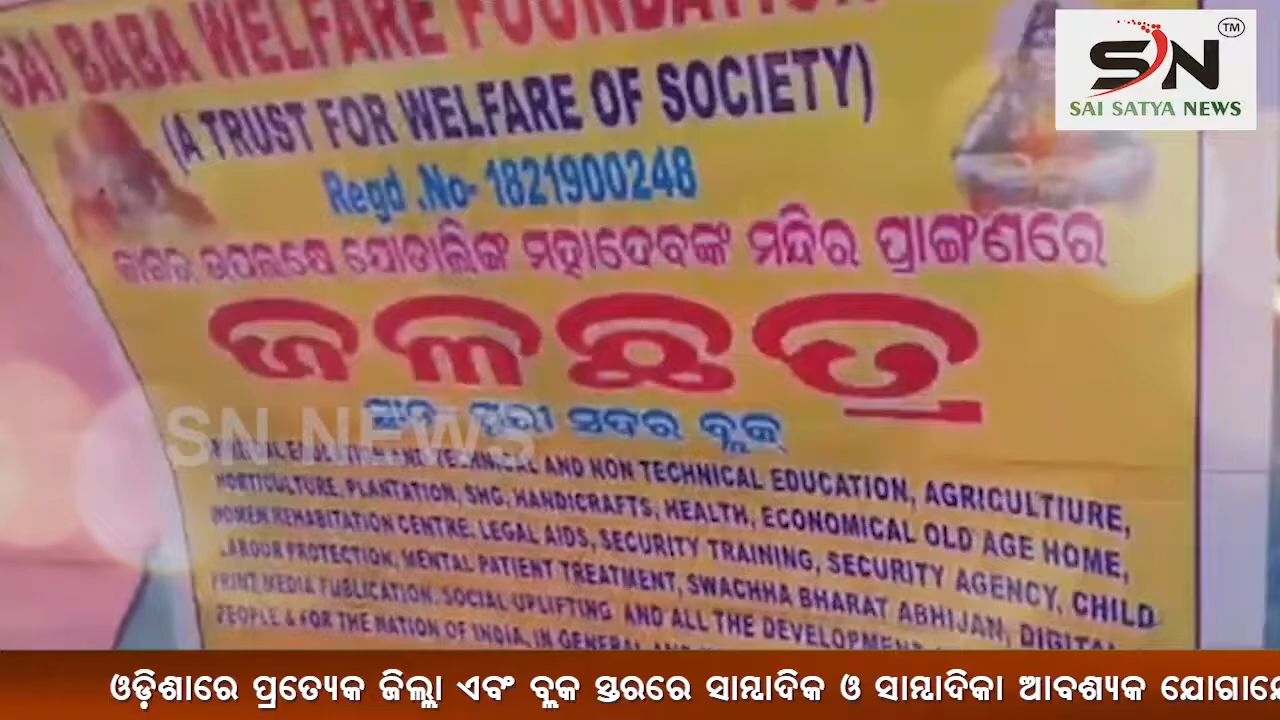 SAI BABA WELFARE FOUNDATION
(A TRUST FOR WELFARE OF SOCIETY)
Regd .No- 1821900248
ଉପଲକ୍ଷେ ମହାଦେବଙ୍କ ମନ୍ଦିର ପ୍ରାଙ୍ଗଣରେ
ଜଳଛତ୍ର
ପୁରୀ ସଦର ବ୍ଲକ୍
TECHNICAL AND NON TECHNICAL EDUCATION, AGRICULTIURE,
HORTICULTURE, PLANTATION, SHG, HANDICRAFTS, HEALTH, ECONOMICAL OLD AGE HOME,
WOMEN REHABITATION CENTRE, LEGAL AIDS, SECURITY TRAINING, SECURITY AGENCY, CHILD
LABOUR PROTECTION, MENTAL PATIENT TREATMENT, SWACHHA BHARAT ABHIJAN, DIGITAL
PRINT MEDIA PUBLICATION, SOCIAL UPLIFTING AND ALL THE DEVELOPMENT
PEOPLE & FOR THE NATION OF INDIA, IN GENERAL AND
SN NEWS
SN TM
SAI SATYA NEWS
ଓଡ଼ିଶାରେ ପ୍ରତ୍ୟେକ ଜିଲ୍ଲା ଏବଂ ବ୍ଲକ ସ୍ତରରେ ସାମ୍ବାଦିକ ଓ ସାମ୍ବାଦିକା ଆବଶ୍ୟକ